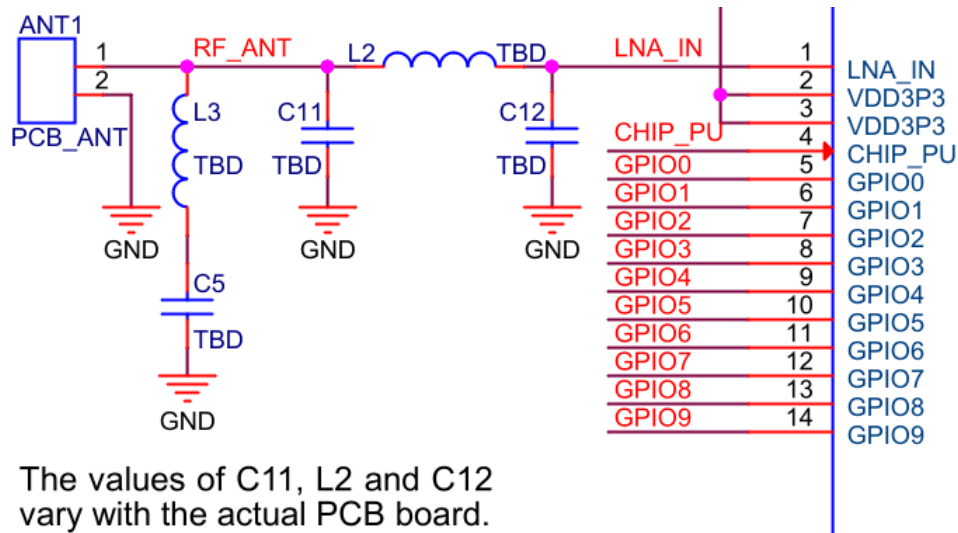 ANT1
1
2
PCB_ANT
RF_ANT
L2
TBD
LNA_IN
L3
TBD
C11
TBD
C12
TBD
GND
GND
GND
C5
TBD
GND
CHIP_PU
GPIO0
GPIO1
GPIO2
GPIO3
GPIO4
GPIO5
GPIO6
GPIO7
GPIO8
GPIO9
1
2
3
4
5
6
7
8
9
10
11
12
13
14
LNA_IN
VDD3P3
VDD3P3
CHIP_PU
GPIO0
GPIO1
GPIO2
GPIO3
GPIO4
GPIO5
GPIO6
GPIO7
GPIO8
GPIO9
The values of C11, L2 and C12
vary with the actual PCB board.